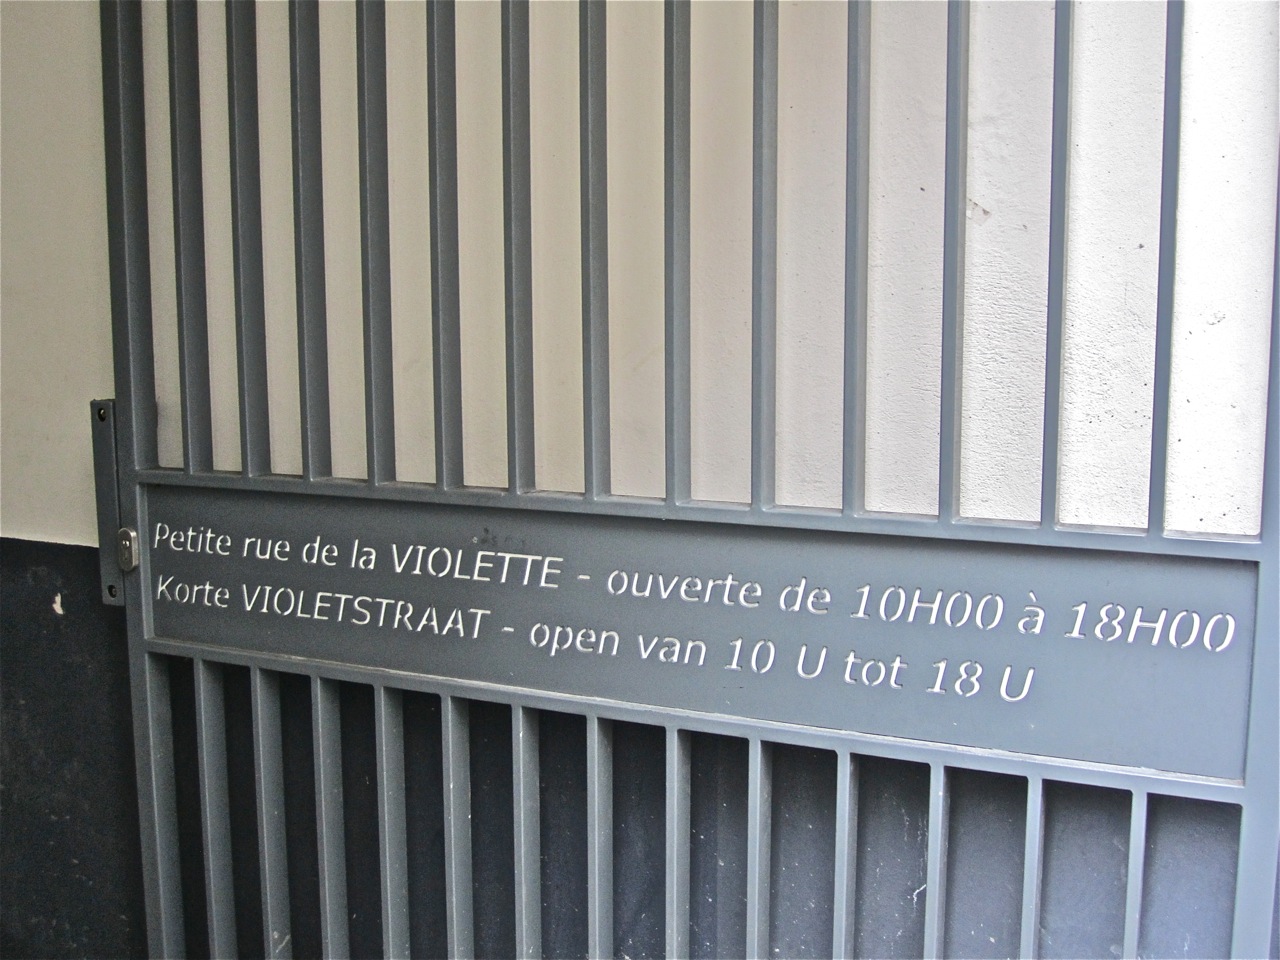 Petite rue de la VIOLETTE - ouverte de 10H00 à 18H00
Korte VIOLETSTRAAT - open van 10 U tot 18 U